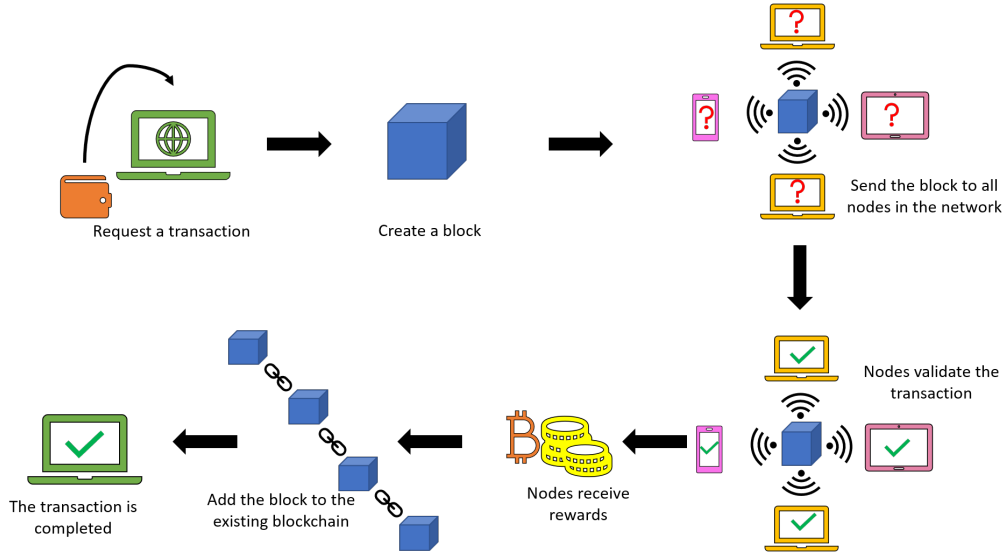 Request a transaction
Create a block
Send the block to all
nodes in the network
Nodes validate the
transaction
Nodes receive
rewards
Add the block to the
existing blockchain
The transaction is
completed